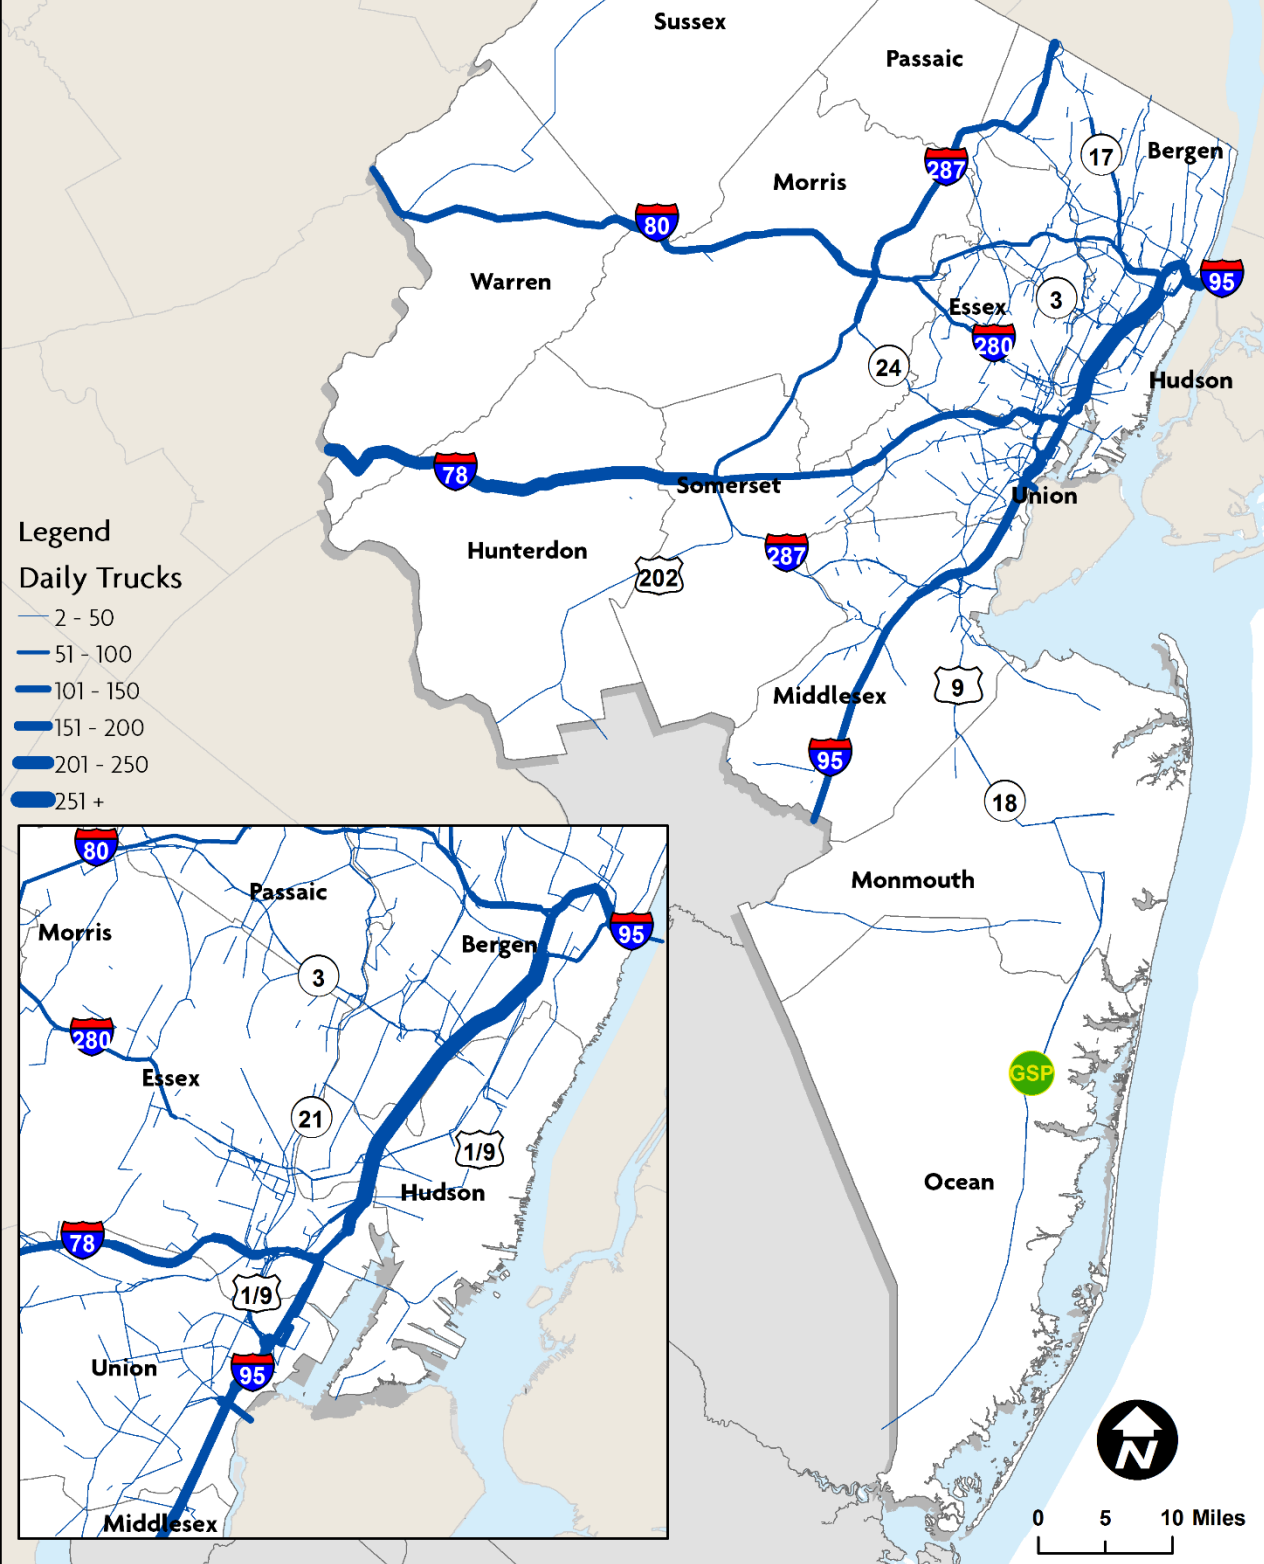 Sussex
Passaic
17
Bergen
287
Morris
80
Warren
95
Essex
3
280
24
Hudson
78
Somerset
Union
Legend
Hunterdon
287
202
Daily Trucks
2 - 50
51 - 100
101 - 150
151 - 200
201 - 250
251 +
Middlesex
9
95
18
Monmouth
GSP
Ocean
80
Passaic
Morris
Bergen
95
3
280
Essex
21
1/9
Hudson
78
1/9
Union
95
Middlesex
N
0 5 10 Miles